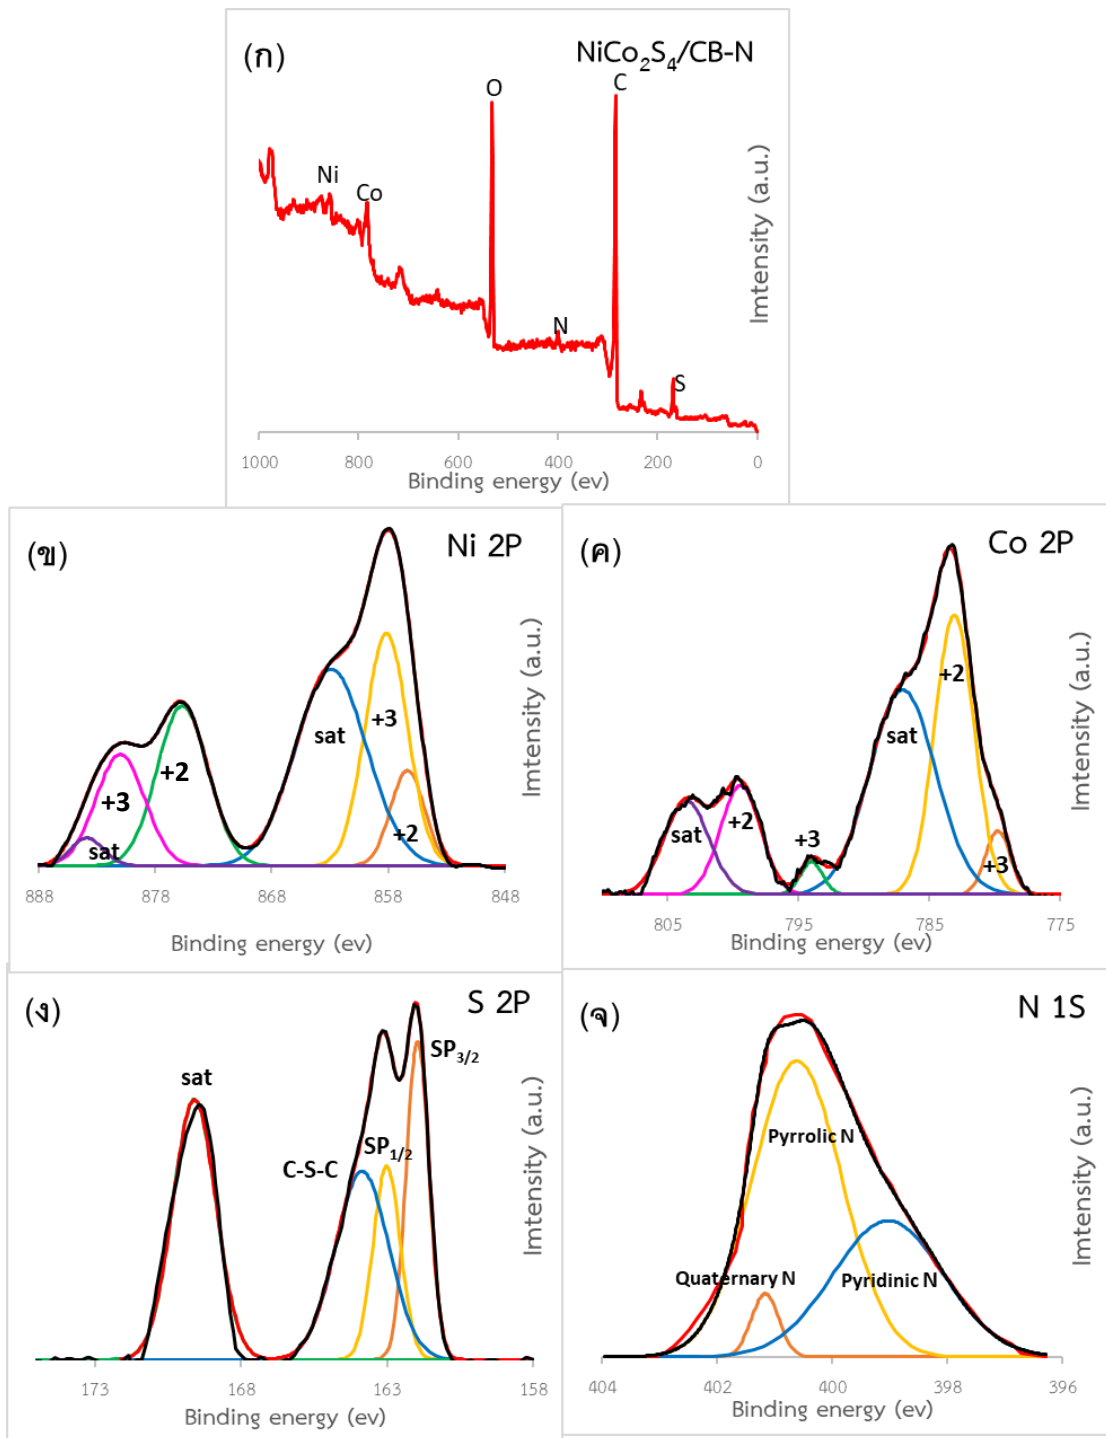 (ก)
NiCo₂S₄/CB-N
O
C
Ni
Co
N
S
Imtensity (a.u.)
1000 800 600 400 200 0
Binding energy (ev)
(ข)
Ni 2P
sat
+3
+2
+2
+3
sat
Imtensity (a.u.)
888 878 868 858 848
Binding energy (ev)
(ค)
Co 2P
+2
sat
sat
+2
+3
+3
Imtensity (a.u.)
805 795 785 775
Binding energy (ev)
(ง)
S 2P
SP₃/₂
sat
SP₁/₂
C-S-C
Imtensity (a.u.)
173 168 163 158
Binding energy (ev)
(จ)
N 1S
Pyrrolic N
Quaternary N
Pyridinic N
Imtensity (a.u.)
404 402 400 398 396
Binding energy (ev)